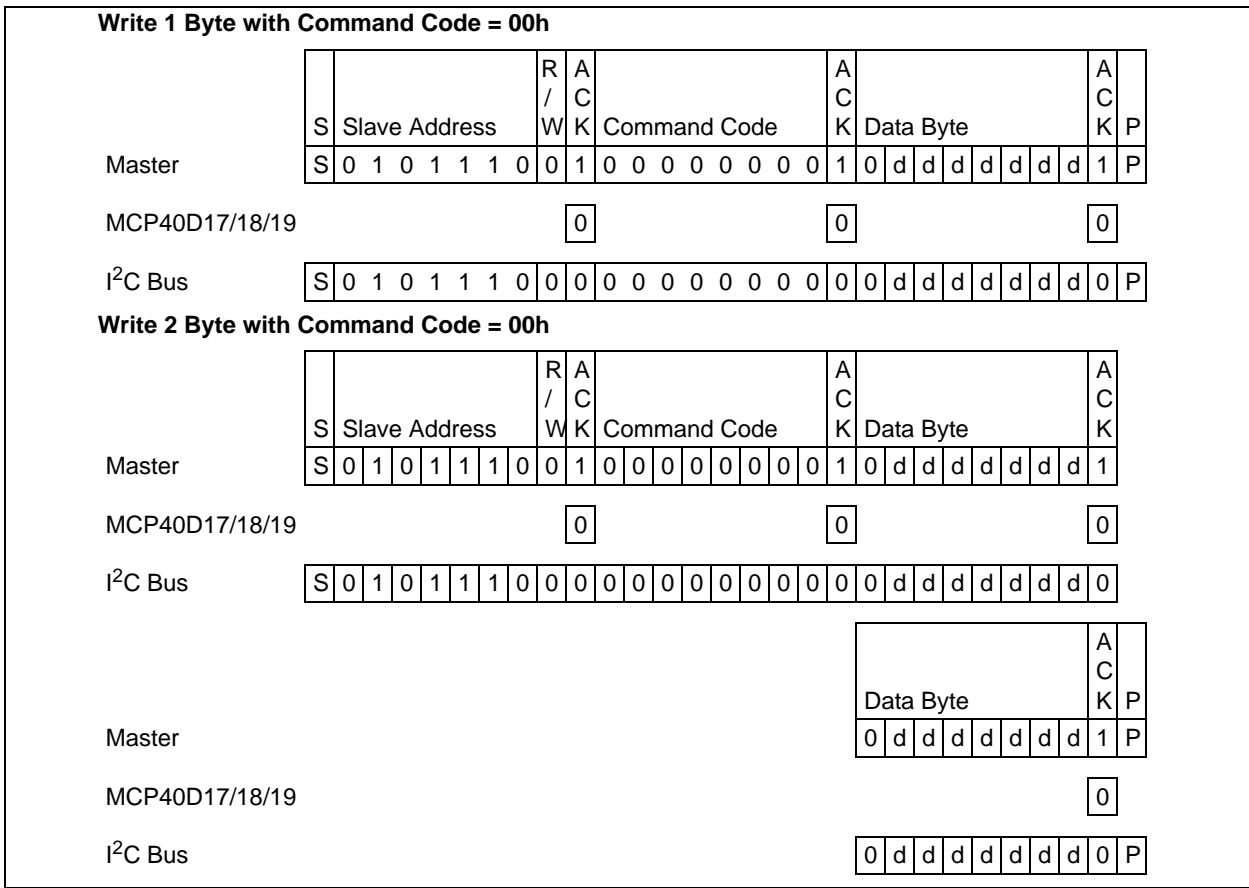 Write 1 Byte with Command Code = 00h
S Slave Address R/W ACK Command Code ACK Data Byte ACK P
Master S 0 1 0 1 1 1 0 0 1 0 0 0 0 0 0 0 0 1 0 d d d d d d d 1 P
MCP40D17/18/19 0 0 0
I2C Bus S 0 1 0 1 1 1 0 0 0 0 0 0 0 0 0 0 0 0 0 d d d d d d d 0 P
Write 2 Byte with Command Code = 00h
S Slave Address R/W ACK Command Code ACK Data Byte ACK
Master S 0 1 0 1 1 1 0 0 1 0 0 0 0 0 0 0 0 1 0 d d d d d d d 1
MCP40D17/18/19 0 0 0
I2C Bus S 0 1 0 1 1 1 0 0 0 0 0 0 0 0 0 0 0 0 0 d d d d d d d 0
Data Byte ACK P
Master 0 d d d d d d d 1 P
MCP40D17/18/19 0
I2C Bus 0 d d d d d d d 0 P